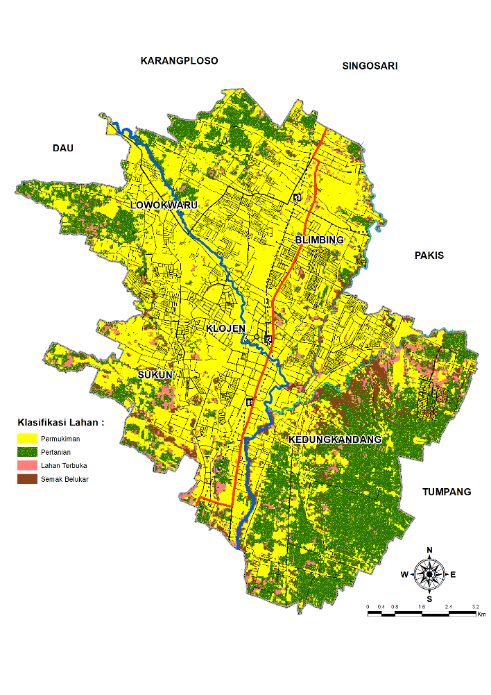 KARANGPLOSO
SINGOSARI
DAU
LOWOKWARU
BLIMBING
PAKIS
KLOJEN
SUKUN
Klasifikasi Lahan :
Permukiman
Pertanian
Lahan Terbuka
Semak Belukar
KEDUNGKANDANG
TUMPANG
N
W E
S
0 0.4 0.8 1.6 2.4 3.2
Km